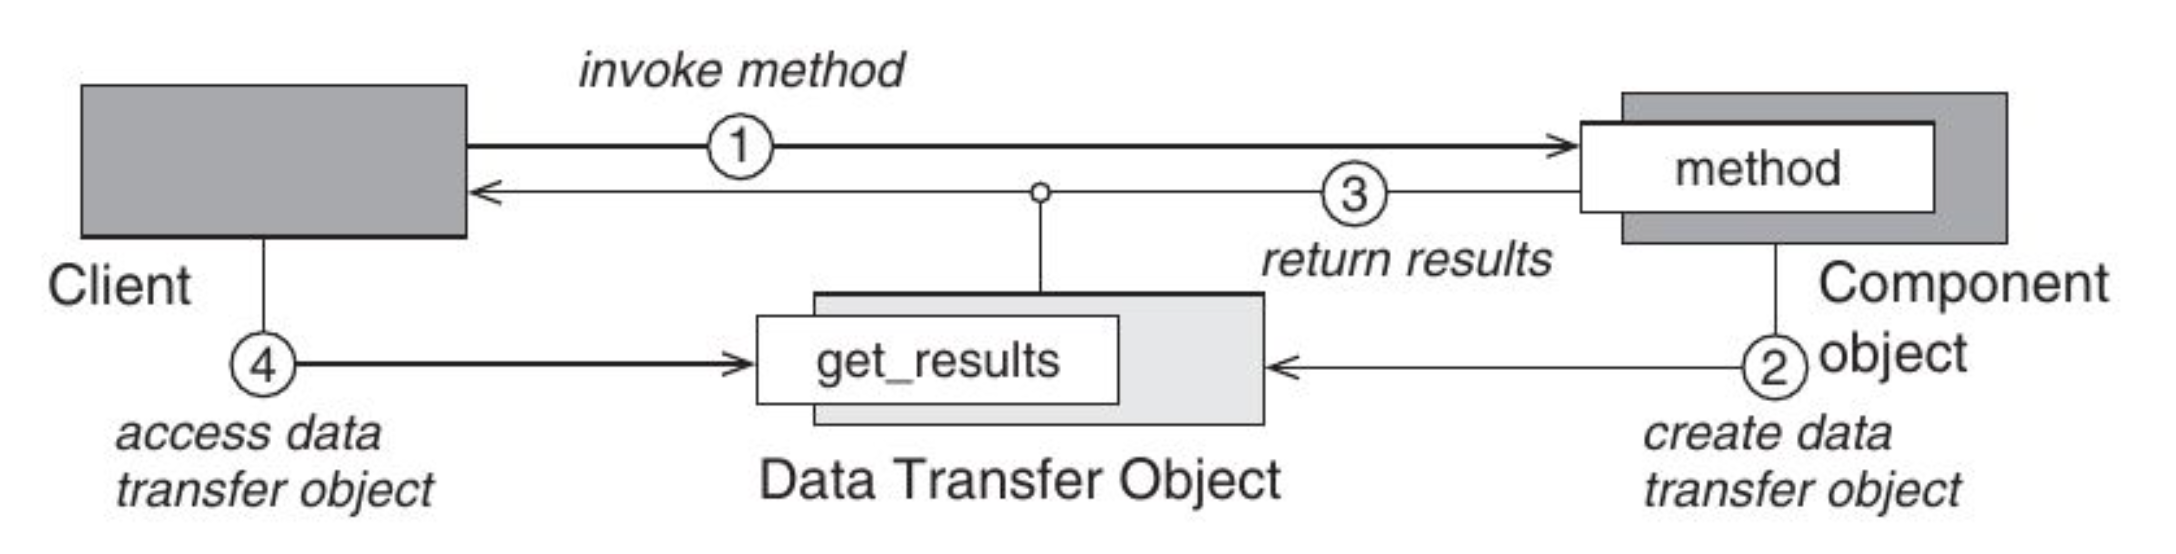 invoke method
1
method
3
return results
Client
Component
object
get_results
4
2
access data
transfer object
Data Transfer Object
create data
transfer object